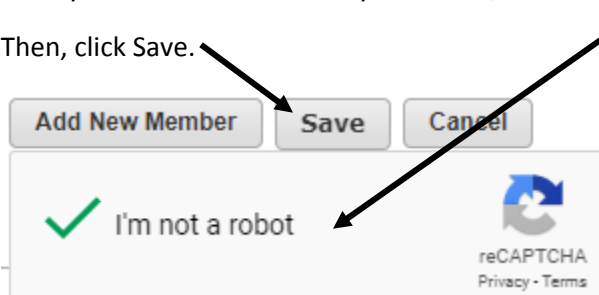 Then, click Save.
Add New Member Save Cancel
I'm not a robot
reCAPTCHA
Privacy - Terms